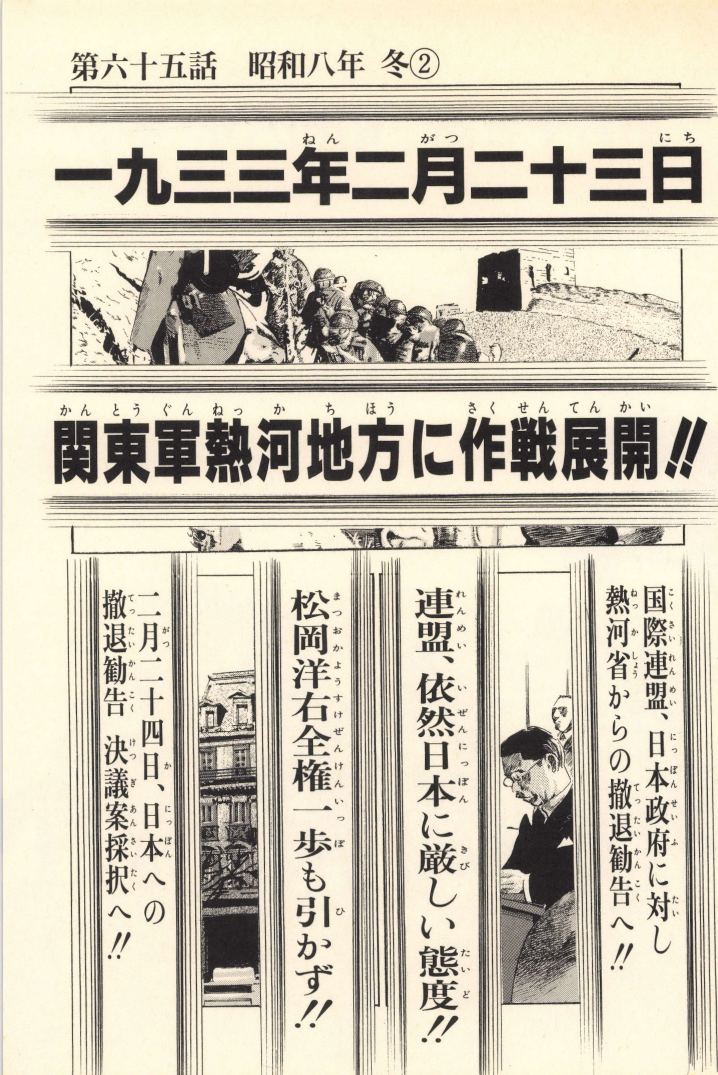 第六十五話　昭和八年 冬②
一九三三年二月二十三日
関東軍熱河地方に作戦展開!!
国際連盟、日本政府に対し
熱河省からの撤退勧告へ!!
連盟、依然日本に厳しい態度!!
松岡洋右全権一歩も引かず!!
二月二十四日、日本への
撤退勧告 決議案採択へ!!